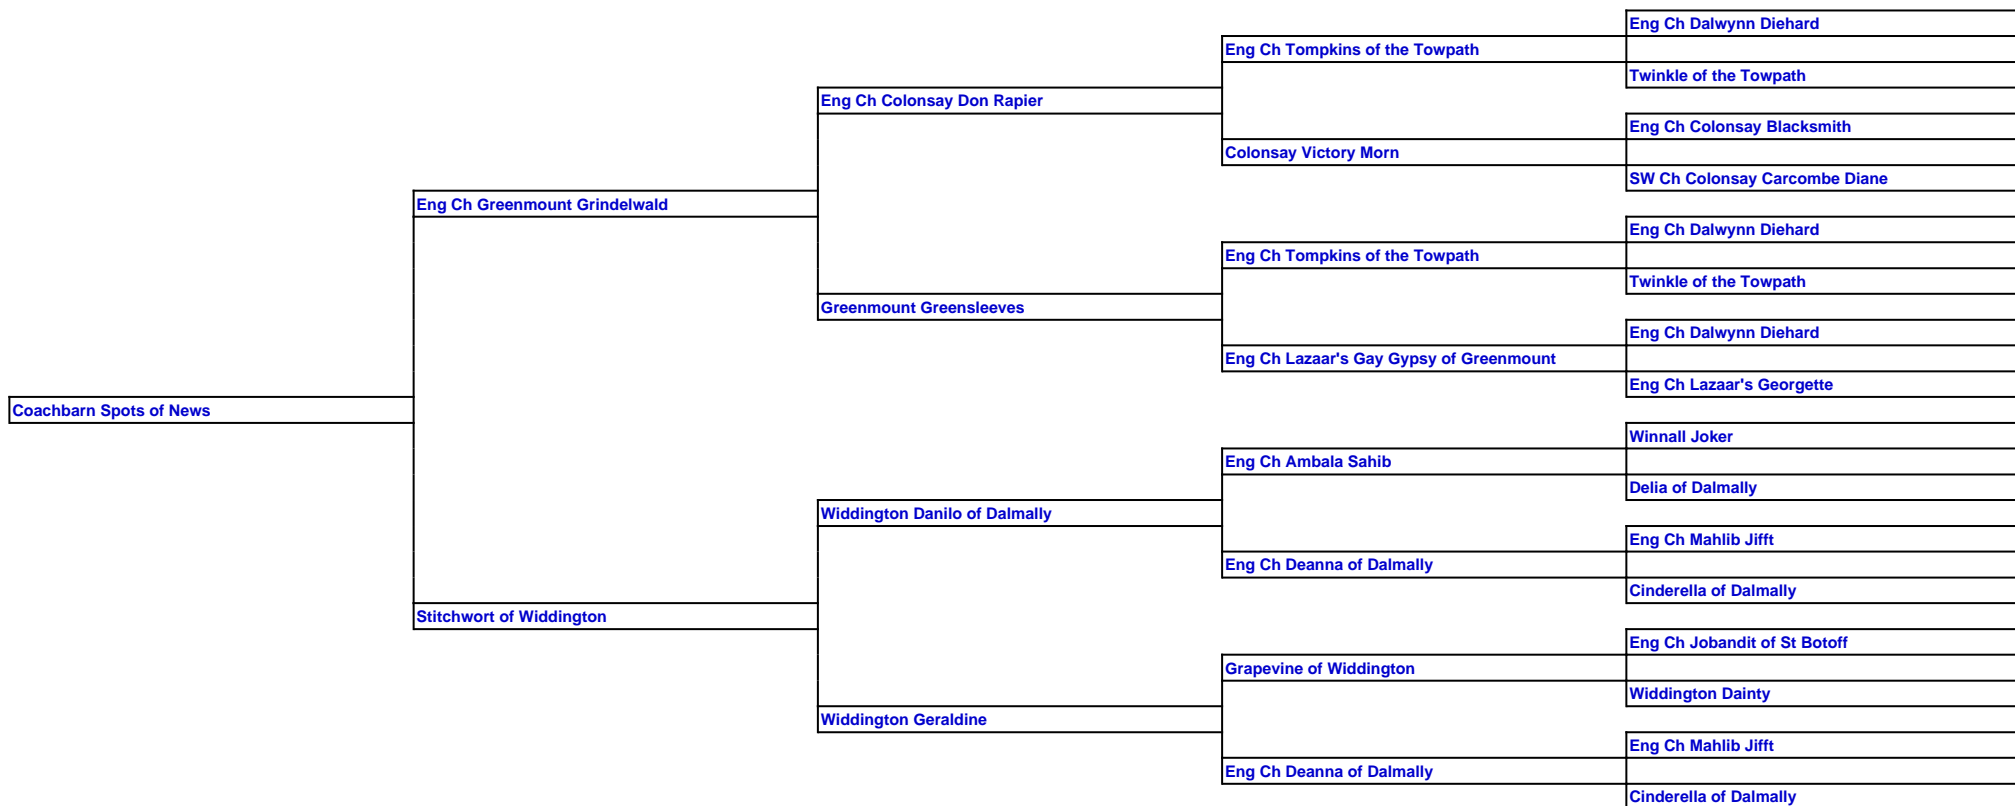 Eng Ch Dalwynn Diehard
Eng Ch Tompkins of the Towpath
Twinkle of the Towpath
Eng Ch Colonsay Don Rapier
Eng Ch Colonsay Blacksmith
Colonsay Victory Morn
SW Ch Colonsay Carcombe Diane
Eng Ch Greenmount Grindelwald
Eng Ch Dalwynn Diehard
Eng Ch Tompkins of the Towpath
Twinkle of the Towpath
Greenmount Greensleeves
Eng Ch Dalwynn Diehard
Eng Ch Lazaar's Gay Gypsy of Greenmount
Eng Ch Lazaar's Georgette
Coachbarn Spots of News
Winnall Joker
Eng Ch Ambala Sahib
Delia of Dalmally
Widdington Danilo of Dalmally
Eng Ch Mahlib Jifft
Eng Ch Deanna of Dalmally
Cinderella of Dalmally
Stitchwort of Widdington
Eng Ch Jobandit of St Botoff
Grapevine of Widdington
Widdington Dainty
Widdington Geraldine
Eng Ch Mahlib Jifft
Eng Ch Deanna of Dalmally
Cinderella of Dalmally